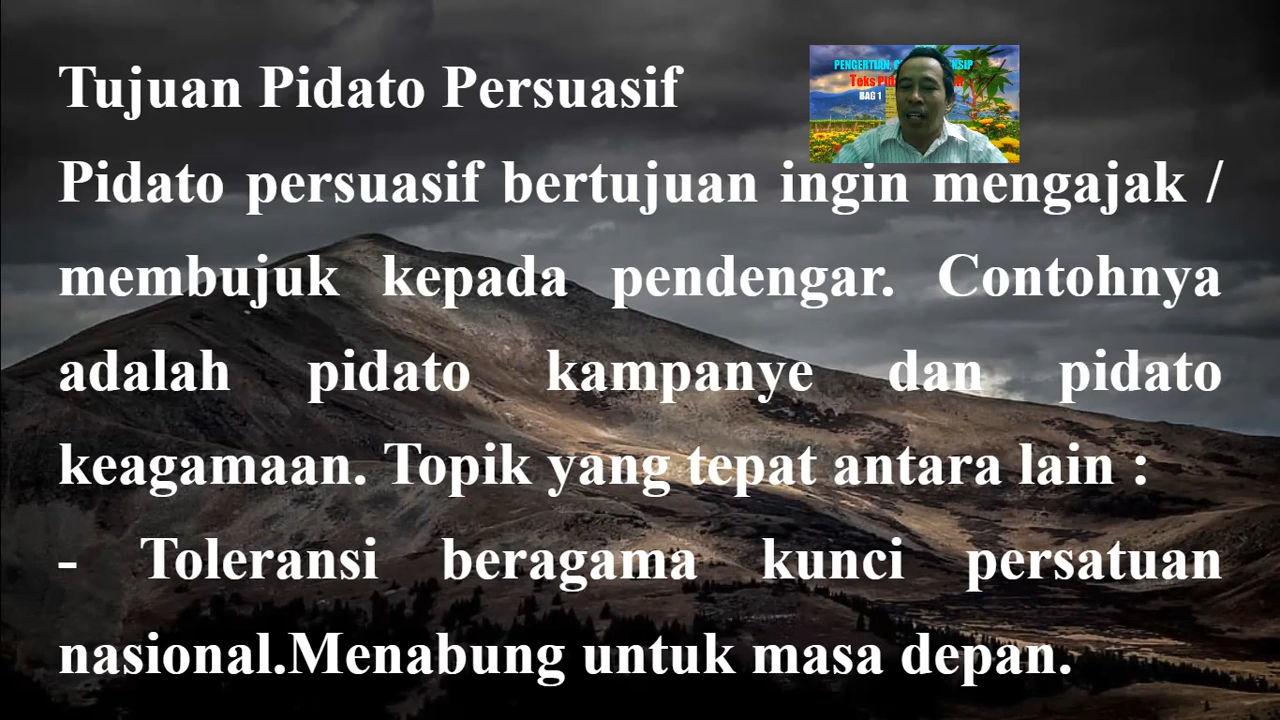 Tujuan Pidato Persuasif
PENGERTIAN,
Teks
BAG 1
Pidato persuasif bertujuan ingin mengajak /
membujuk kepada pendengar. Contohnya
adalah pidato kampanye dan pidato
keagamaan. Topik yang tepat antara lain :
- Toleransi beragama kunci persatuan
nasional.Menabung untuk masa depan.